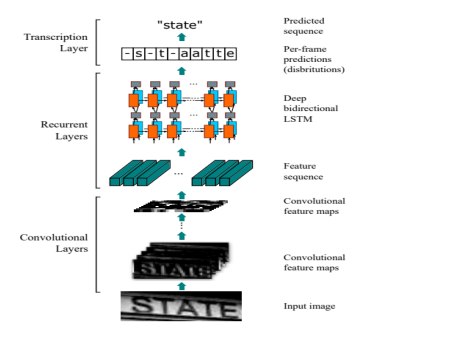 "state"
Predicted
sequence
Transcription
Layer
-s-t-aatte
Per-frame
predictions
(disbritutions)
Recurrent
Layers
...
...
Deep
bidirectional
LSTM
...
Feature
sequence
Convolutional
feature maps
Convolutional
Layers
STATE
Convolutional
feature maps
STATE
Input image